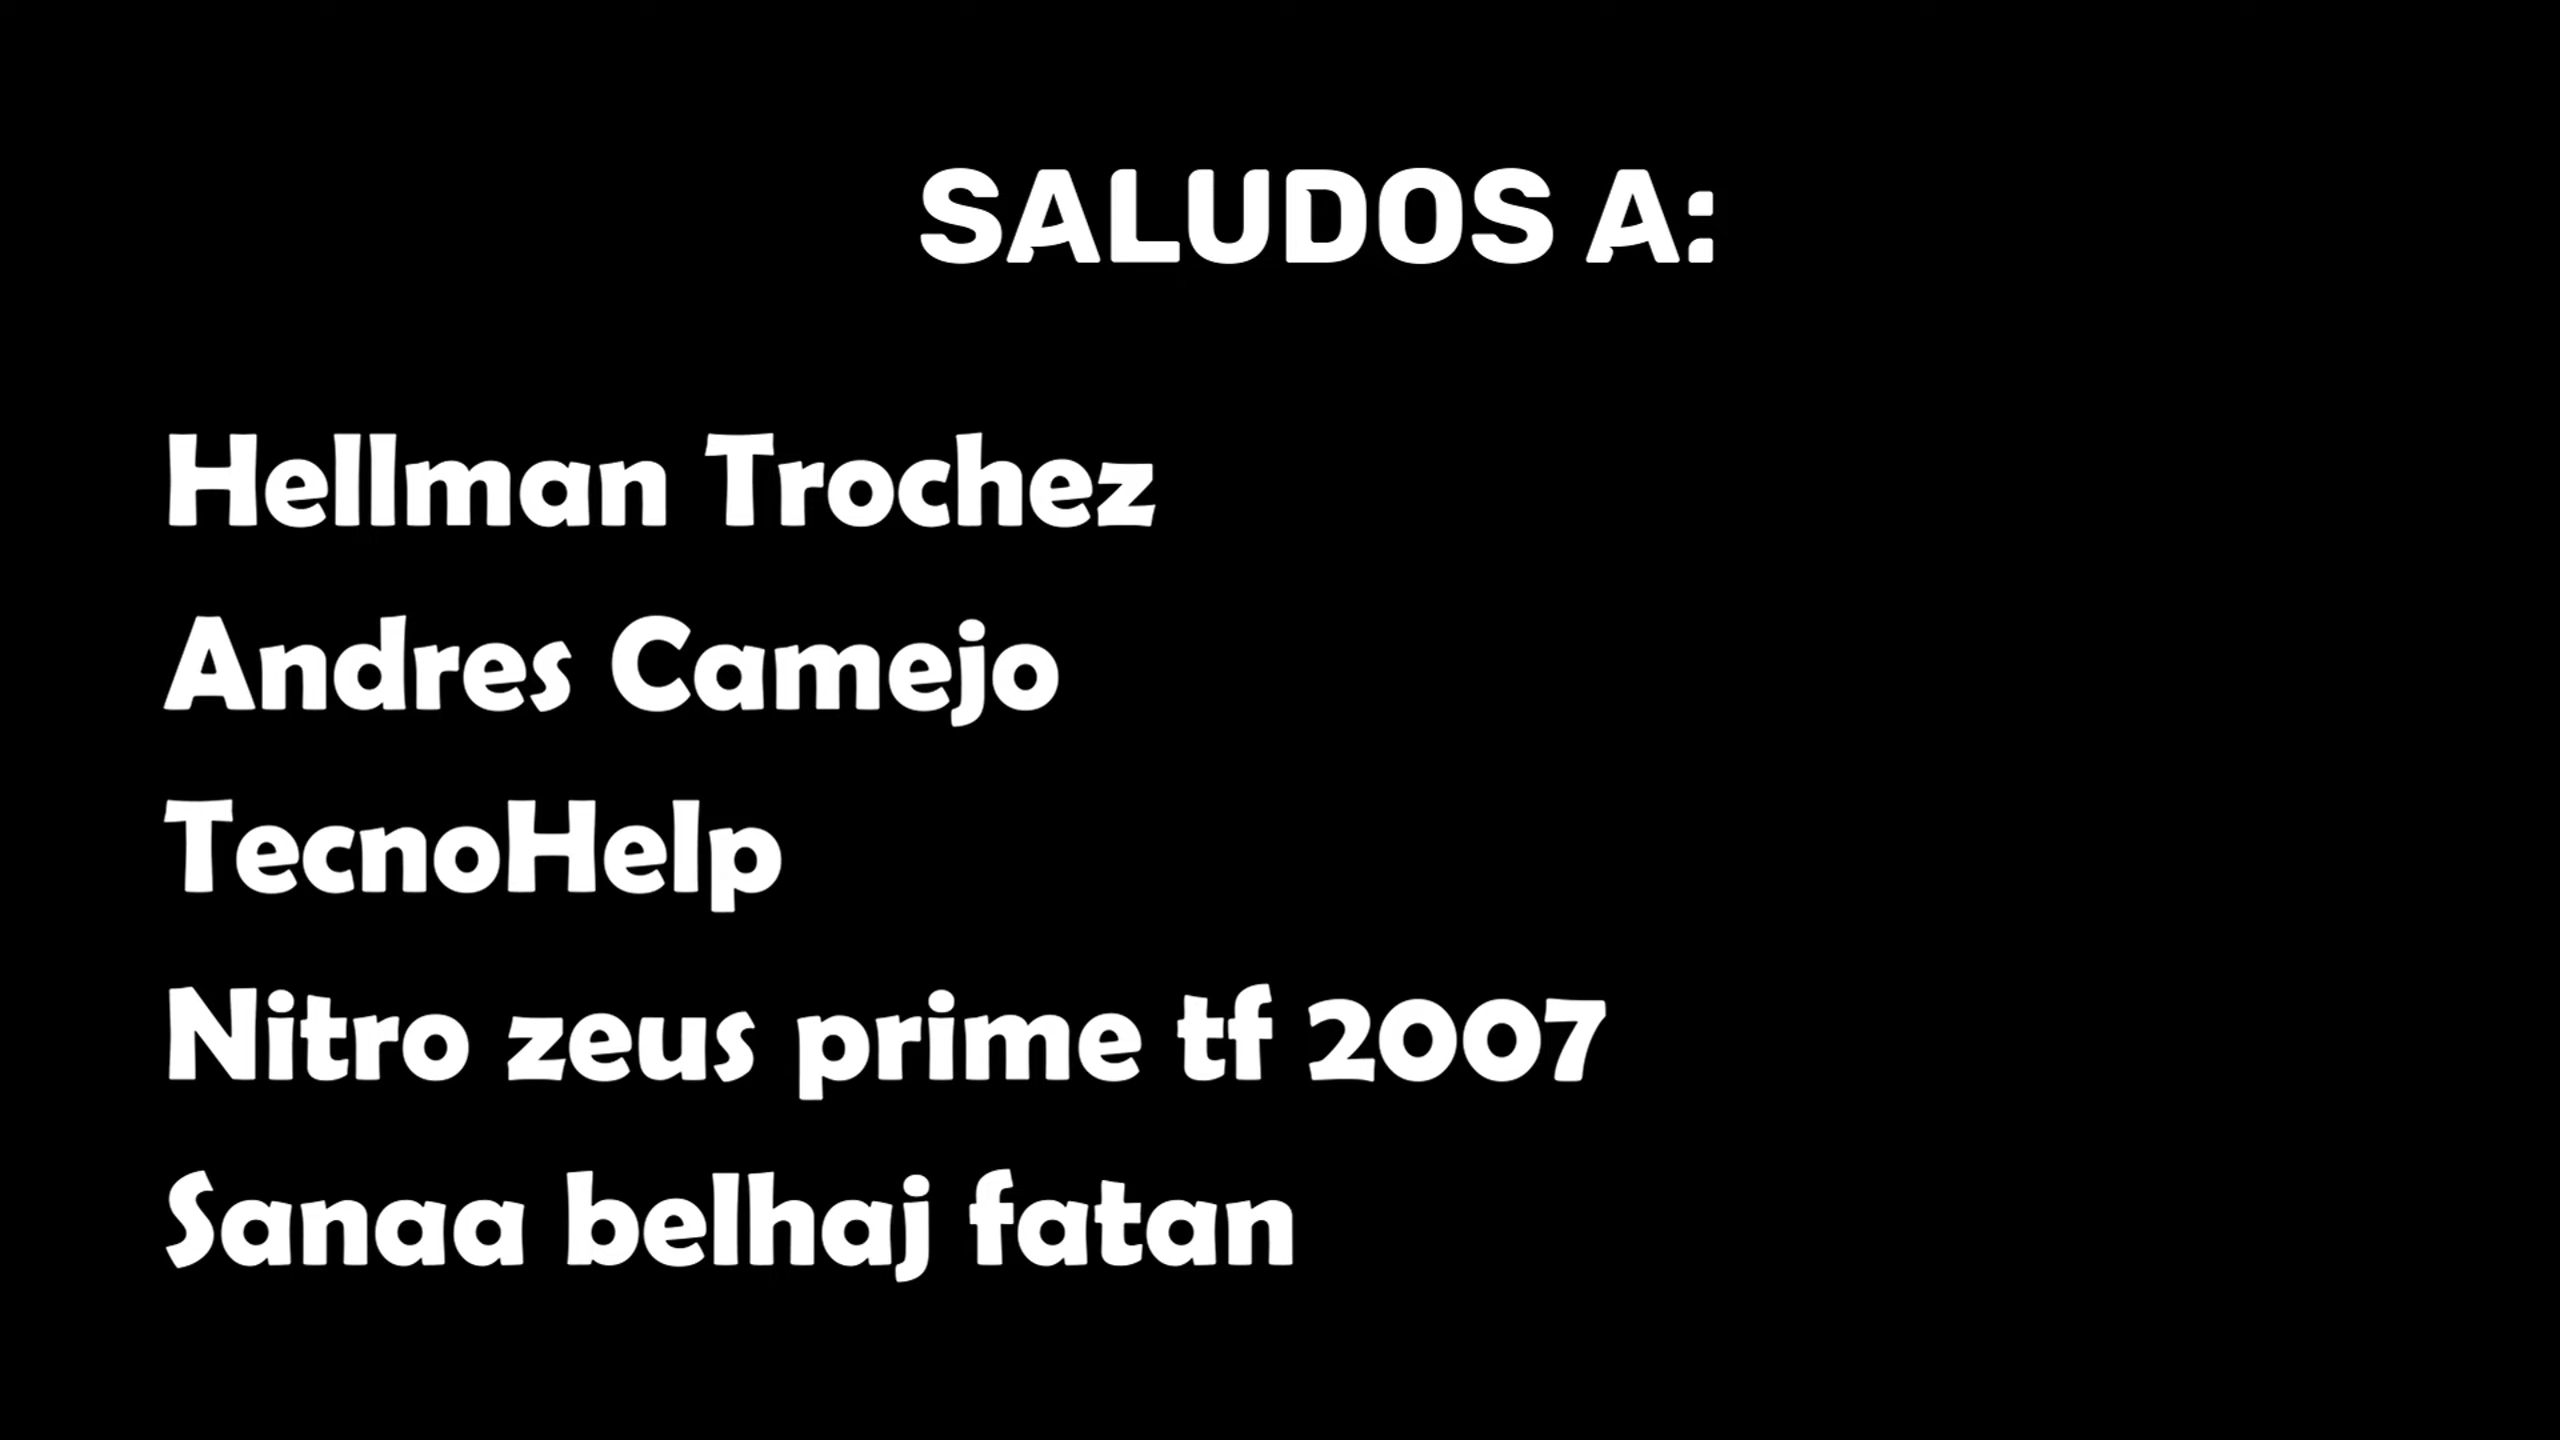 SALUDOS A:
Hellman Trochez
Andres Camejo
TecnoHelp
Nitro zeus prime tf 2007
Sanaa belhaj fatan